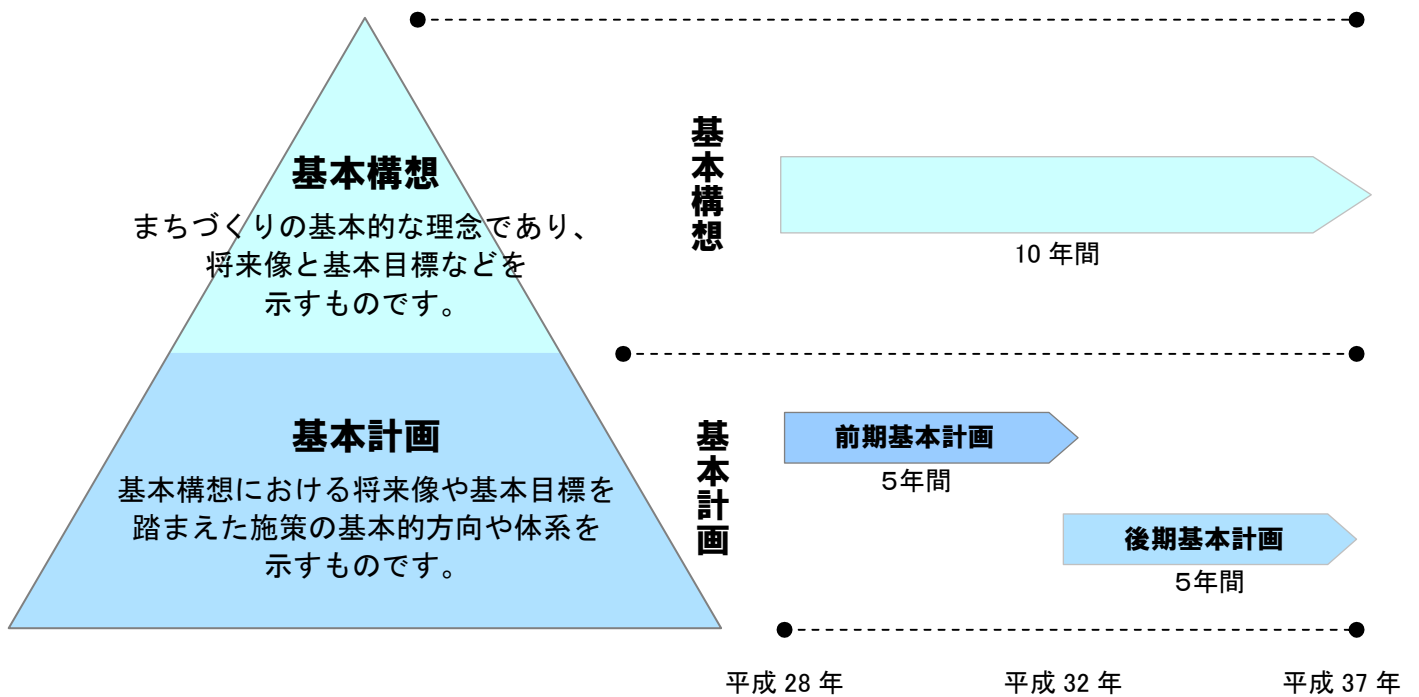 基本構想
まちづくりの基本的な理念であり、
将来像と基本目標などを
示すものです。
基本計画
基本構想における将来像や基本目標を
踏まえた施策の基本的方向や体系を
示すものです。
基本構想
10 年間
基本計画
前期基本計画
5年間
後期基本計画
5年間
平成 28 年
平成 32 年
平成 37 年